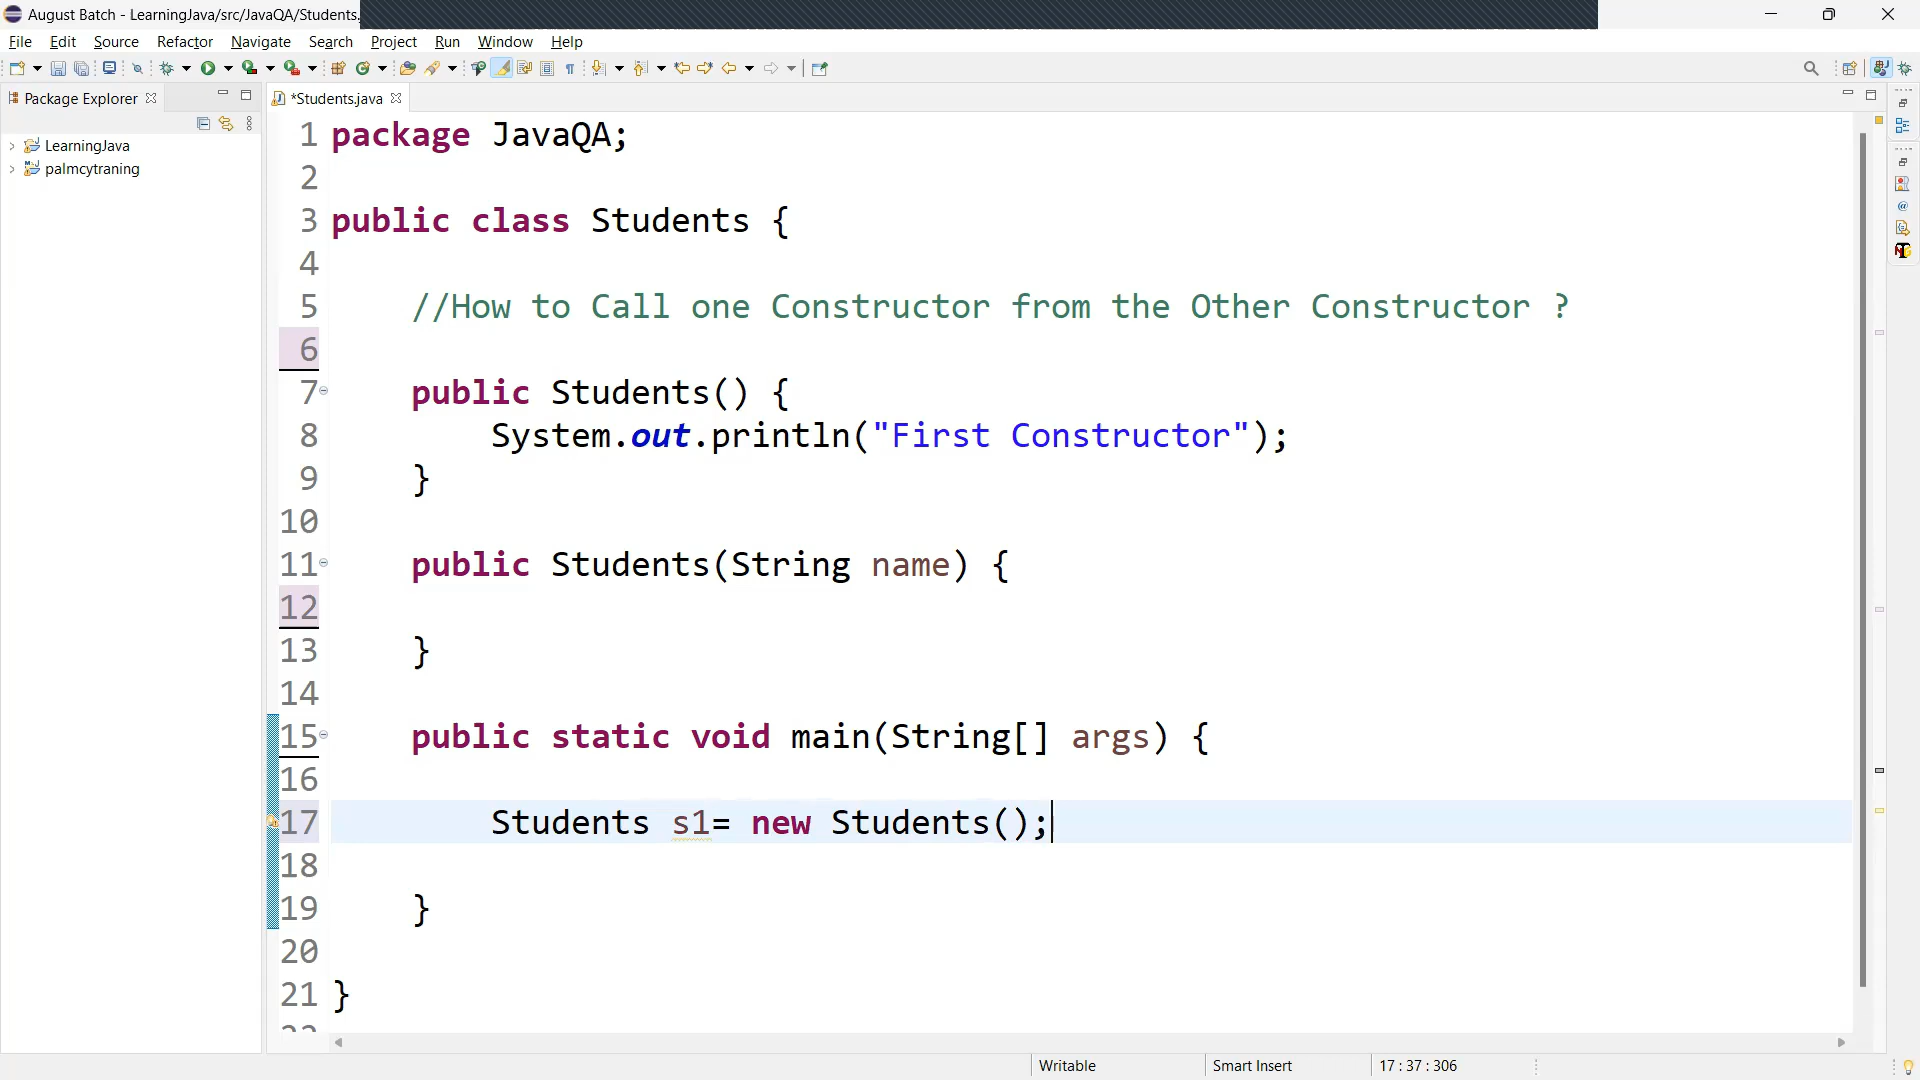 August Batch - LearningJava/src/JavaQA/Students.
File Edit Source Refactor Navigate Search Project Run Window Help
Package Explorer
*Students.java
LearningJava
palmcytraning
1 package JavaQA;
2
3 public class Students {
4
5 //How to Call one Constructor from the Other Constructor ?
6
7 public Students() {
8 System.out.println("First Constructor");
9 }
10
11 public Students(String name) {
12
13 }
14
15 public static void main(String[] args) {
16
17 Students s1= new Students();
18
19 }
20
21 }
Writable Smart Insert 17 : 37 : 306